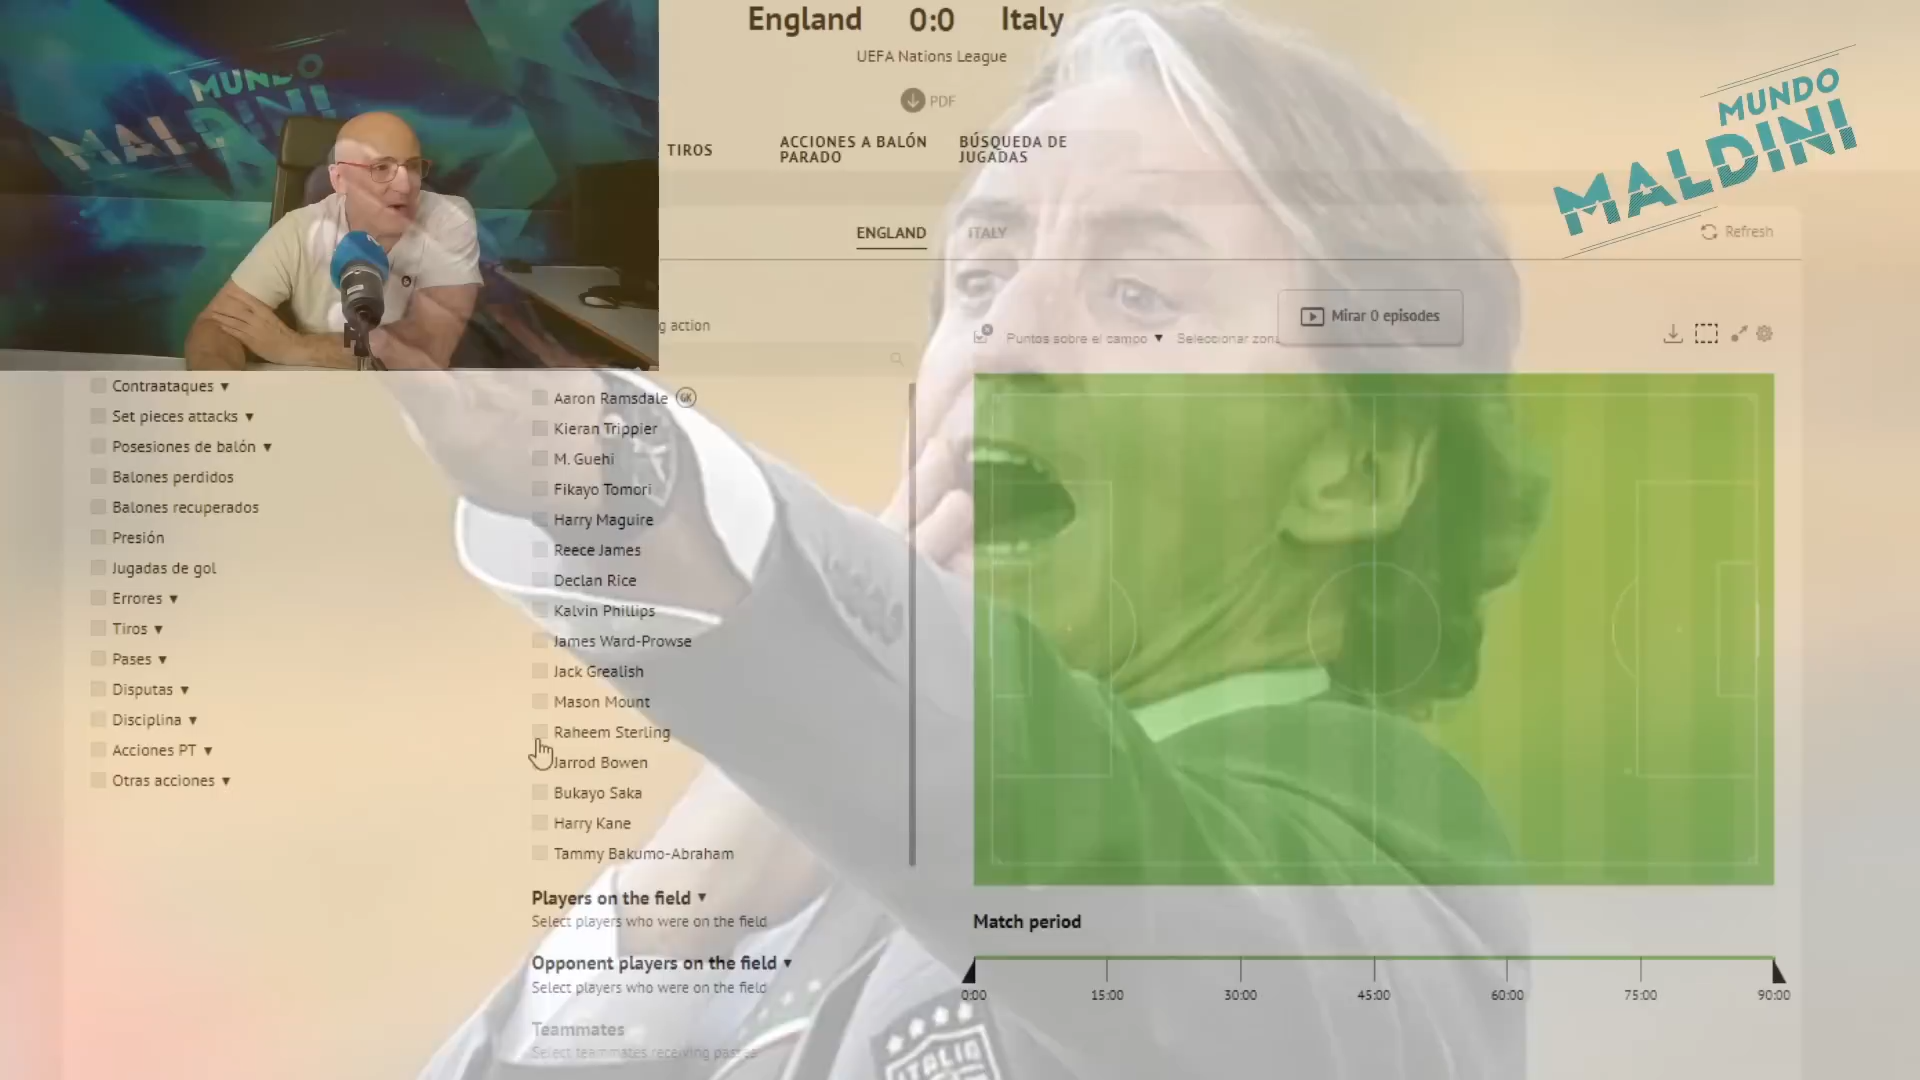 England 0:0 Italy
UEFA Nations League
PDF
MUNDO
MALDINI
MUNDO
MALDINI
TIROS
ACCIONES A BALÓN
PARADO
BÚSQUEDA DE
JUGADAS
ENGLAND
ITALY
Refresh
g action
Mirar 0 episodes
Puntos sobre el campo ▼ Seleccionar zon
Contraataques ▼
Set pieces attacks ▼
Posesiones de balón ▼
Balones perdidos
Balones recuperados
Presión
Jugadas de gol
Errores ▼
Tiros ▼
Pases ▼
Disputas ▼
Disciplina ▼
Acciones PT ▼
Otras acciones ▼
Aaron Ramsdale GK
Kieran Trippier
M. Guehi
Fikayo Tomori
Harry Maguire
Reece James
Declan Rice
Kalvin Phillips
James Ward-Prowse
Jack Grealish
Mason Mount
Raheem Sterling
Jarrod Bowen
Bukayo Saka
Harry Kane
Tammy Bakumo-Abraham
Players on the field ▼
Select players who were on the field
Opponent players on the field ▼
Select players who were on the field
Teammates
Select teammates receiving passes
Match period
0:00 15:00 30:00 45:00 60:00 75:00 90:00
ITALIA